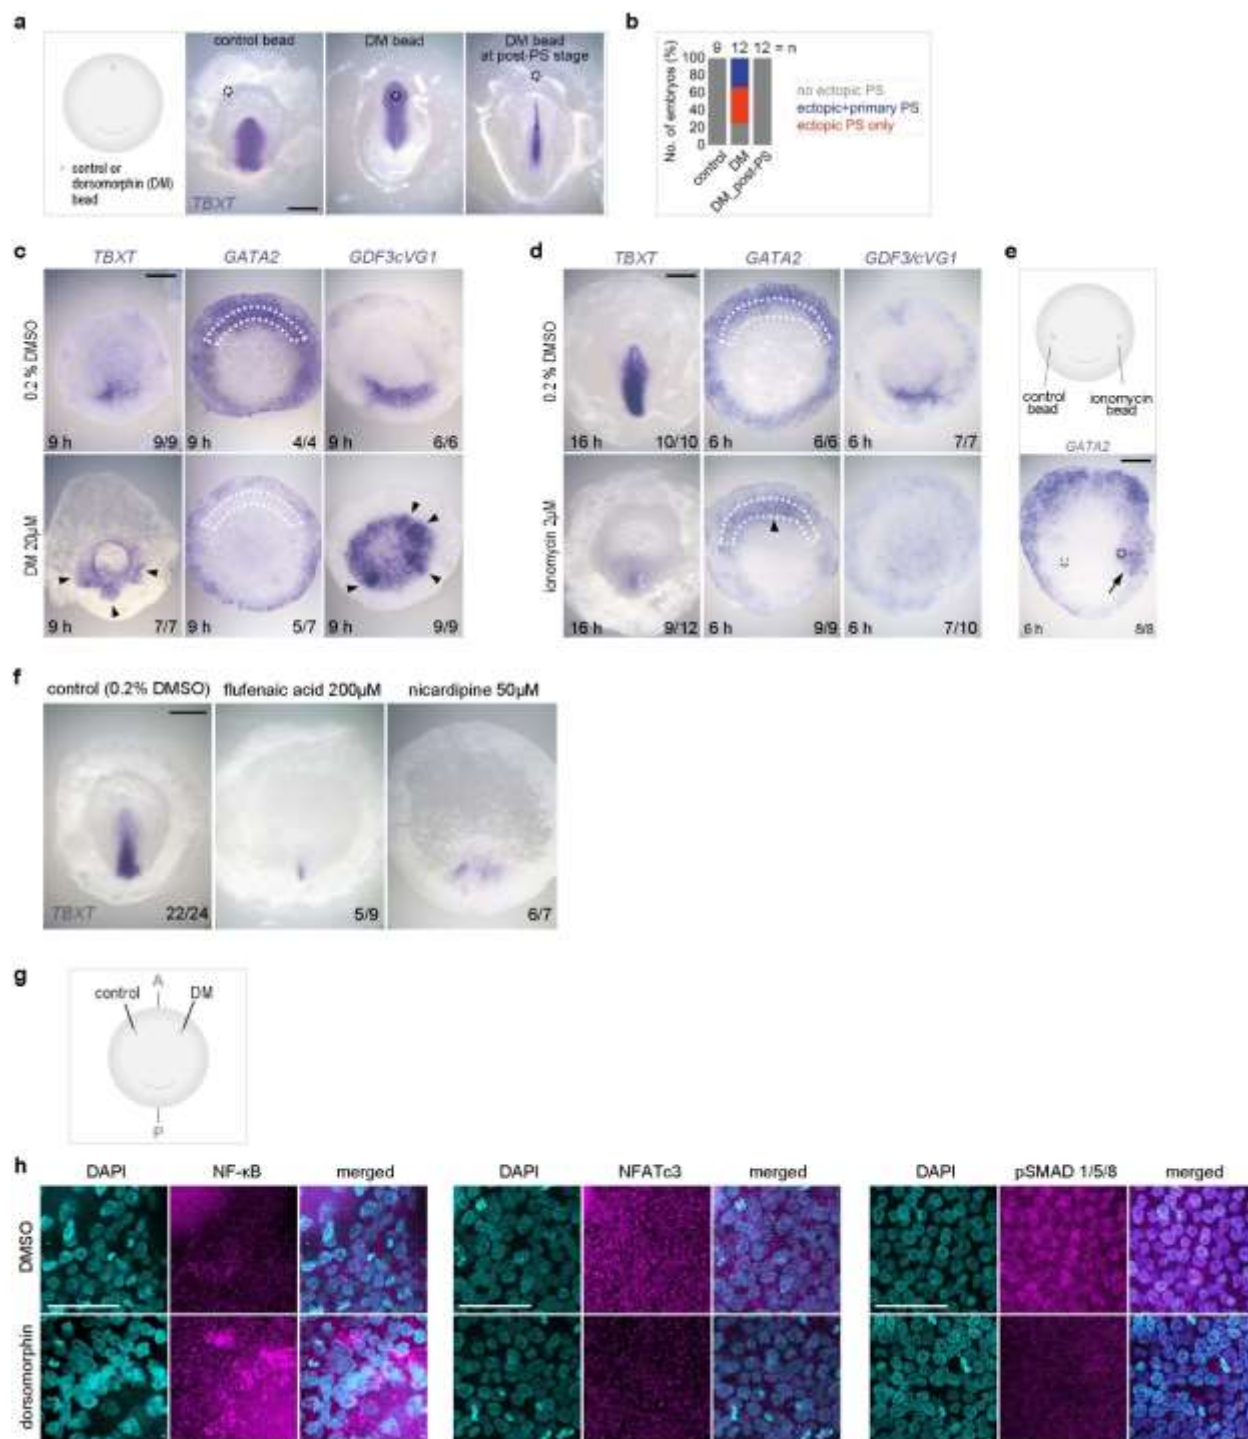 a
control bead
DM bead
DM bead
at post-PS stage
control or
dorsomorphin (DM)
bead
TBXT
b
9 12 12 = n
No. of embryos (%)
100
80
60
40
20
0
control
DM
DM_post-PS
no ectopic PS
ectopic+primary PS
ectopic PS only
c
TBXT GATA2 GDF3cVG1
0.2 % DMSO
9 h 9/9
9 h 4/4
9 h 6/6
DM 20μM
9 h 7/7
9 h 5/7
9 h 9/9
d
TBXT GATA2 GDF3/cVG1
0.2 % DMSO
16 h 10/10
6 h 6/6
6 h 7/7
ionomycin 2μM
16 h 9/12
6 h 9/9
6 h 7/10
e
control
bead
ionomycin
bead
GATA2
6 h 8/8
f
control (0.2% DMSO) flufenaic acid 200μM nicardipine 50μM
TBXT 22/24
5/9
6/7
g
A
control DM
P
h
DAPI NF-κB merged
DAPI NFATc3 merged
DAPI pSMAD 1/5/8 merged
DMSO
dorsomorphin